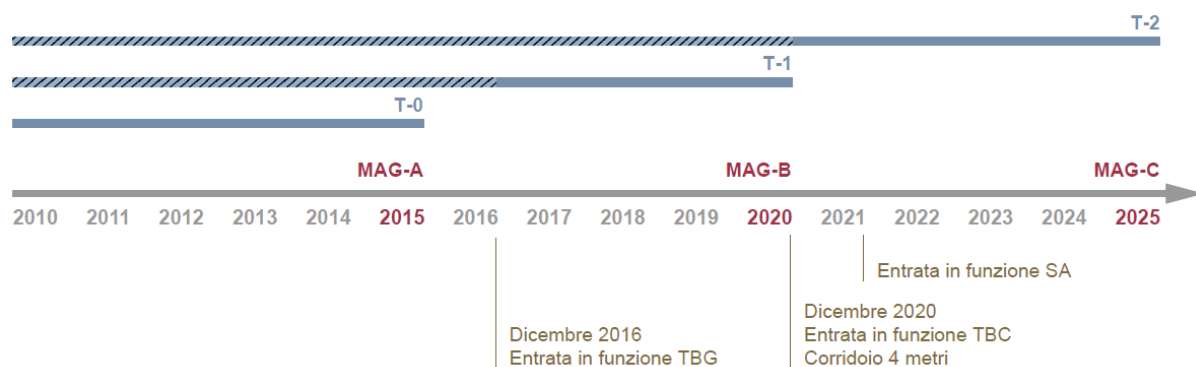 T-2
T-1
T-0
MAG-A MAG-B MAG-C
2010 2011 2012 2013 2014 2015 2016 2017 2018 2019 2020 2021 2022 2023 2024 2025
Entrata in funzione SA
Dicembre 2016
Entrata in funzione TBG
Dicembre 2020
Entrata in funzione TBC
Corridoio 4 metri